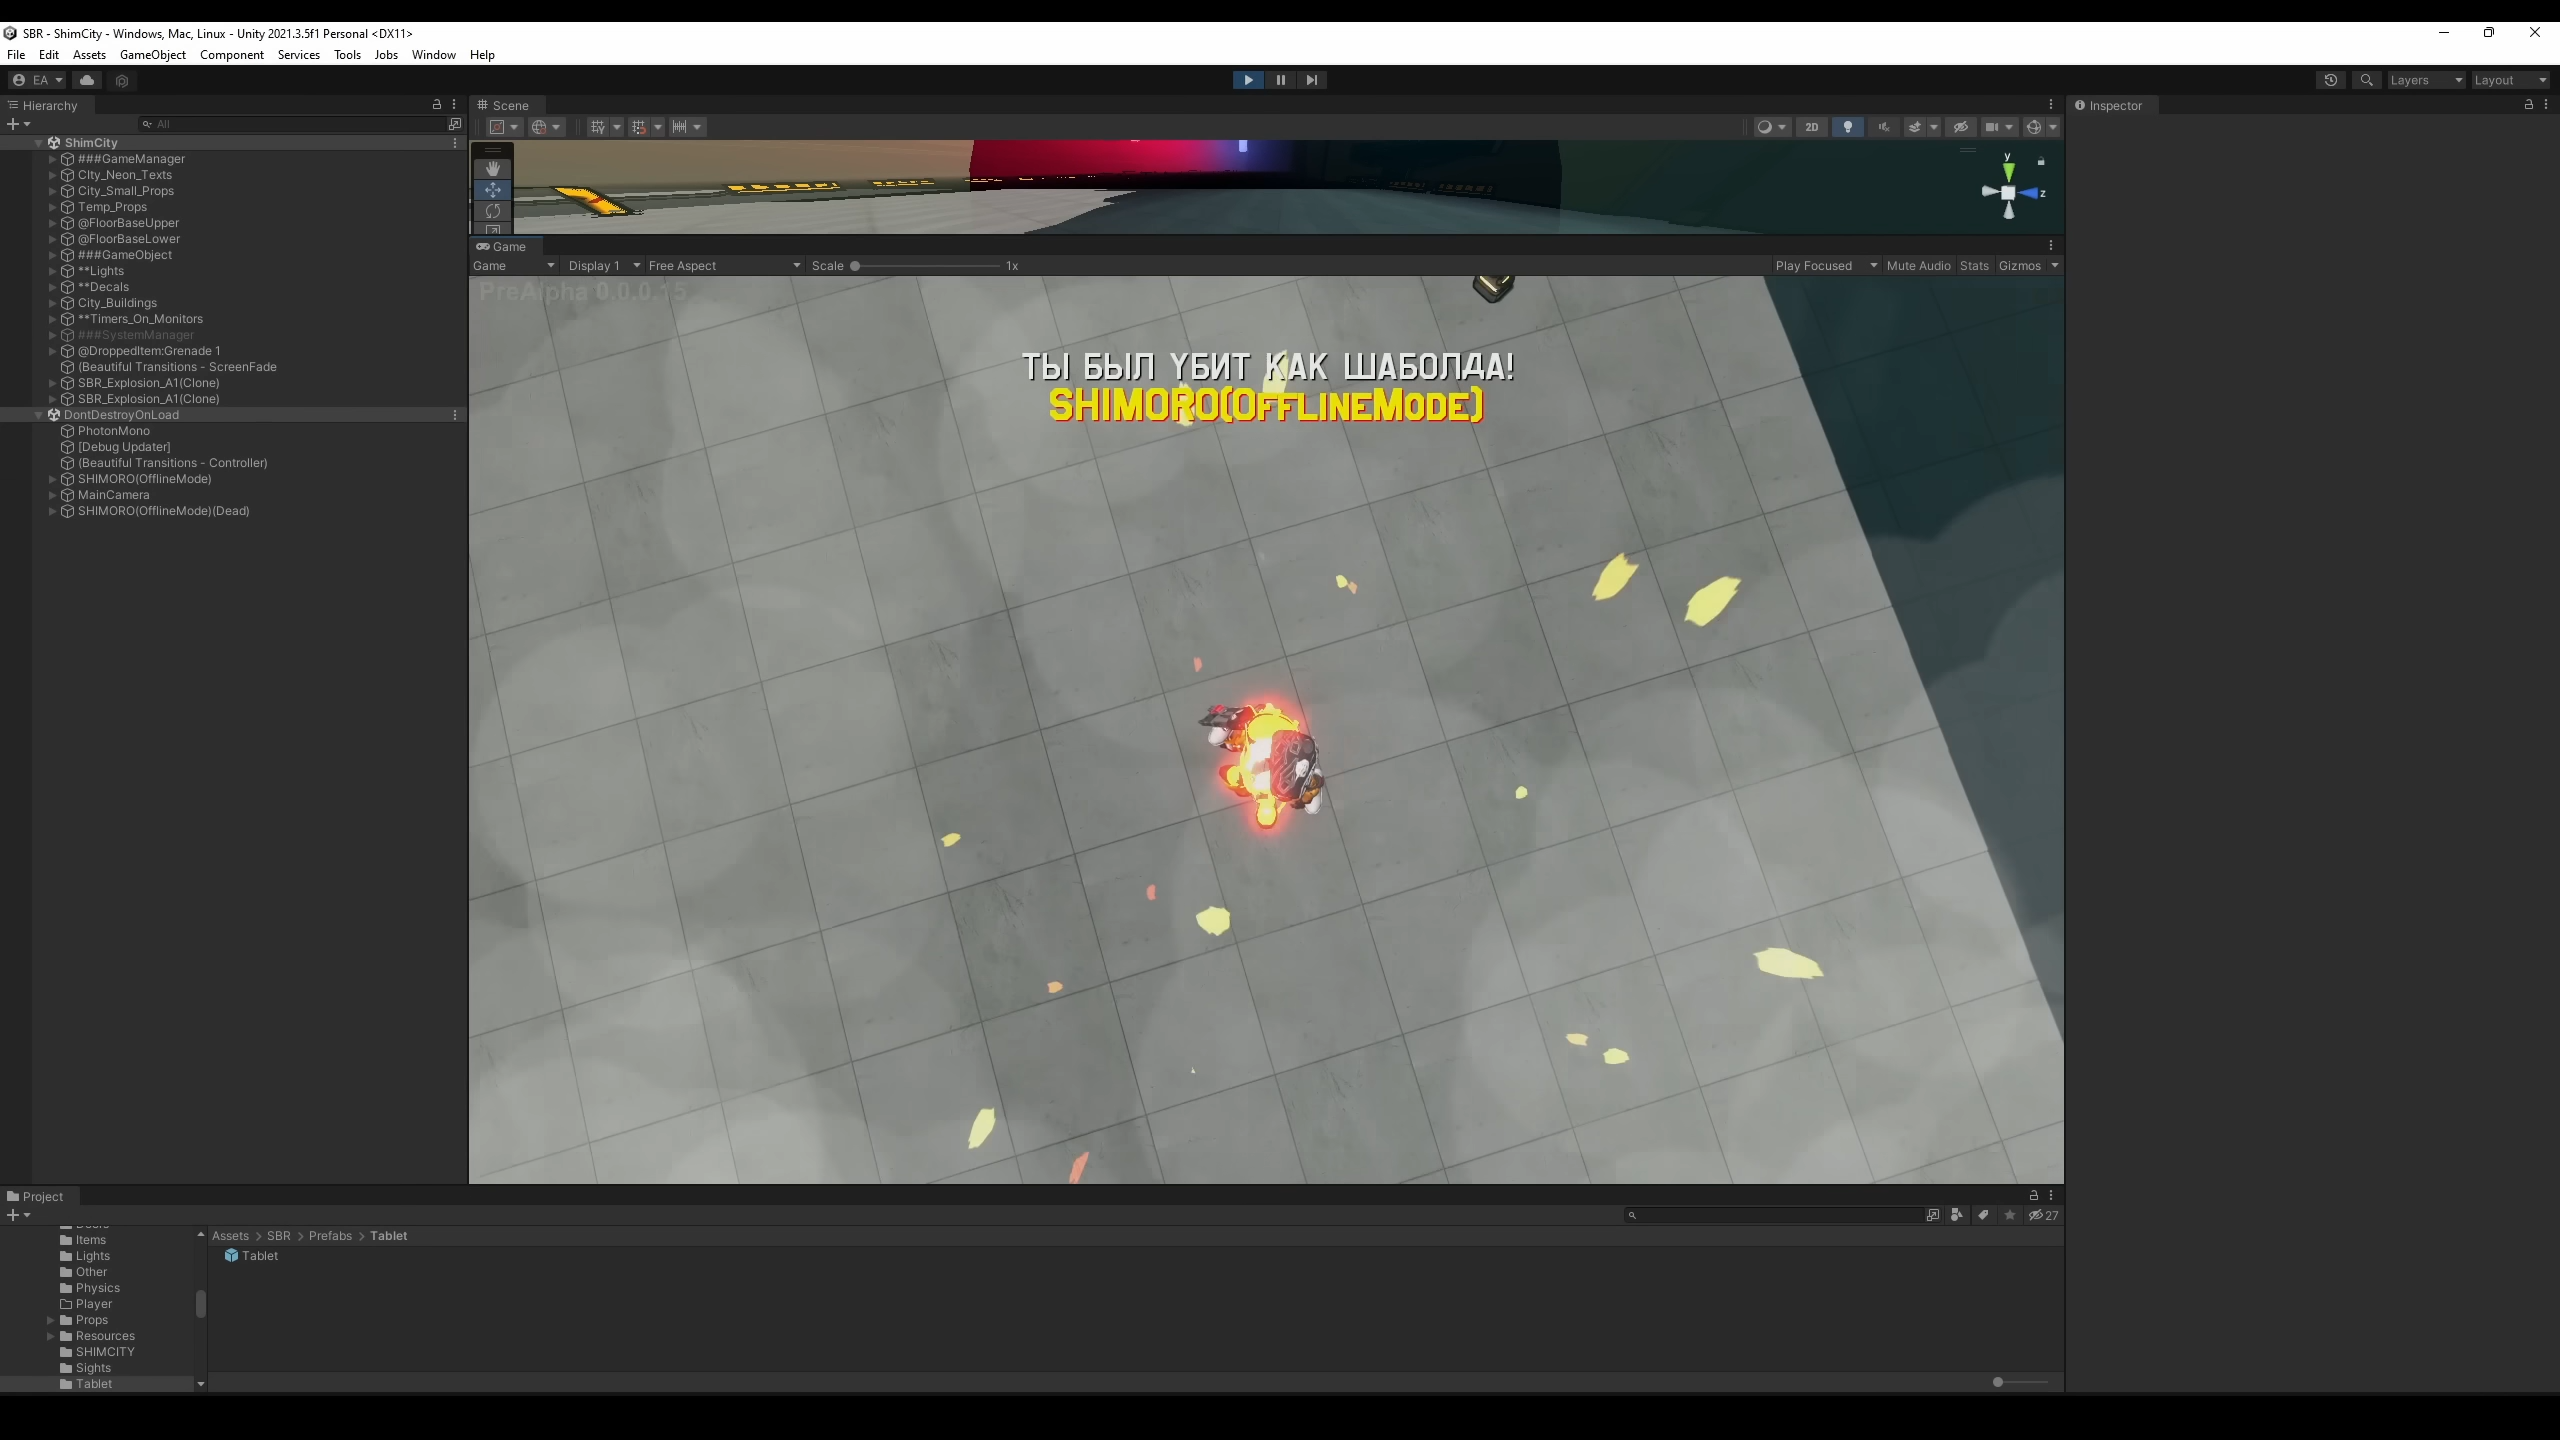 SBR - ShimCity - Windows, Mac, Linux - Unity 2021.3.5f1 Personal <DX11>
File Edit Assets GameObject Component Services Tools Jobs Window Help
EA
Layers Layout
Hierarchy
All
ShimCity
###GameManager
CIty_Neon_Texts
City_Small_Props
Temp_Props
@FloorBaseUpper
@FloorBaseLower
###GameObject
**Lights
**Decals
City_Buildings
**Timers_On_Monitors
###SystemManager
@DroppedItem:Grenade 1
(Beautiful Transitions - ScreenFade
SBR_Explosion_A1(Clone)
SBR_Explosion_A1(Clone)
DontDestroyOnLoad
PhotonMono
[Debug Updater]
(Beautiful Transitions - Controller)
SHIMORO(OfflineMode)
MainCamera
SHIMORO(OfflineMode)(Dead)
Scene
2D
y
z
Game
Game Display 1 Free Aspect Scale 1x Play Focused Mute Audio Stats Gizmos
PreAlpha 0.0.0.15
ТЫ БЫЛ УБИТ КАК ШАБОЛДА!
SHIMORO(OfflineMode)
Inspector
Project
27
Items
Lights
Other
Physics
Player
Props
Resources
SHIMCITY
Sights
Tablet
Assets > SBR > Prefabs > Tablet
Tablet